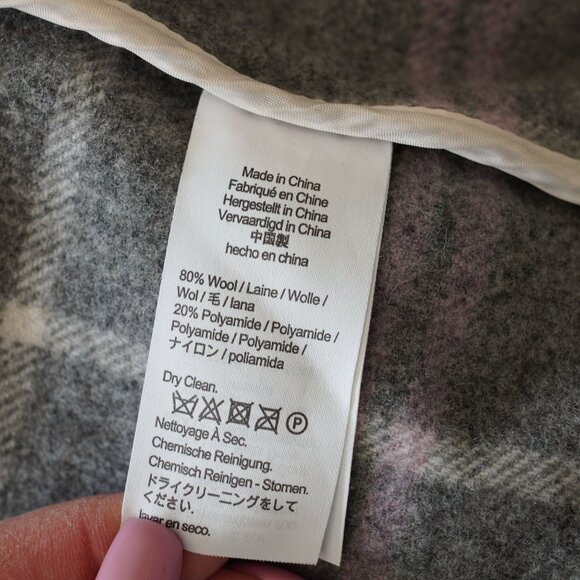 Made in China
Fabriqué en Chine
Hergestellt in China
Vervaardigd in China
中国製
hecho en china
80% Wool / Laine / Wolle /
Wol / 毛 / lana
20% Polyamide / Polyamide /
Polyamide / Polyamide /
ナイロン / poliamida
Dry Clean.
P
Nettoyage À Sec.
Chemische Reinigung.
Chemisch Reinigen - Stomen.
ドライクリーニングをして
ください.
lavar en seco.